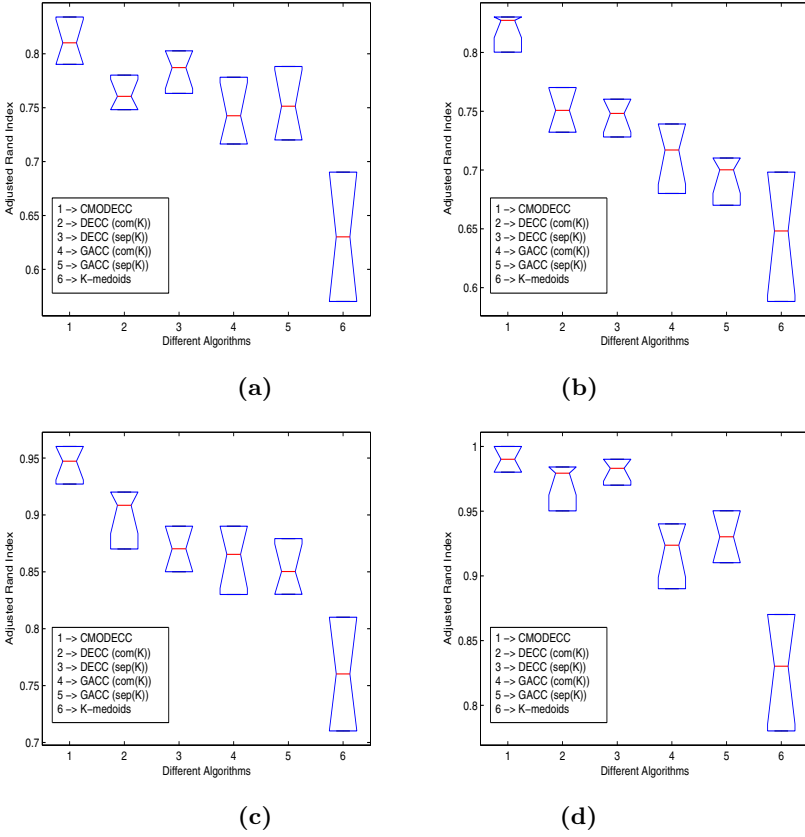 0.8
0.75
0.7
0.65
0.6
Adjusted Rand Index
1 −> CMODECC
2 −> DECC (com(K))
3 −> DECC (sep(K))
4 −> GACC (com(K))
5 −> GACC (sep(K))
6 −> K−medoids
1 2 3 4 5 6
Different Algorithms
(a)
0.8
0.75
0.7
0.65
0.6
Adjusted Rand Index
1 −> CMODECC
2 −> DECC (com(K))
3 −> DECC (sep(K))
4 −> GACC (com(K))
5 −> GACC (sep(K))
6 −> K−medoids
1 2 3 4 5 6
Different Algorithms
(b)
0.95
0.9
0.85
0.8
0.75
0.7
Adjusted Rand Index
1 −> CMODECC
2 −> DECC (com(K))
3 −> DECC (sep(K))
4 −> GACC (com(K))
5 −> GACC (sep(K))
6 −> K−medoids
1 2 3 4 5 6
Different Algorithms
(c)
1
0.95
0.9
0.85
0.8
Adjusted Rand Index
1 −> CMODECC
2 −> DECC (com(K))
3 −> DECC (sep(K))
4 −> GACC (com(K))
5 −> GACC (sep(K))
6 −> K−medoids
1 2 3 4 5 6
Different Algorithms
(d)